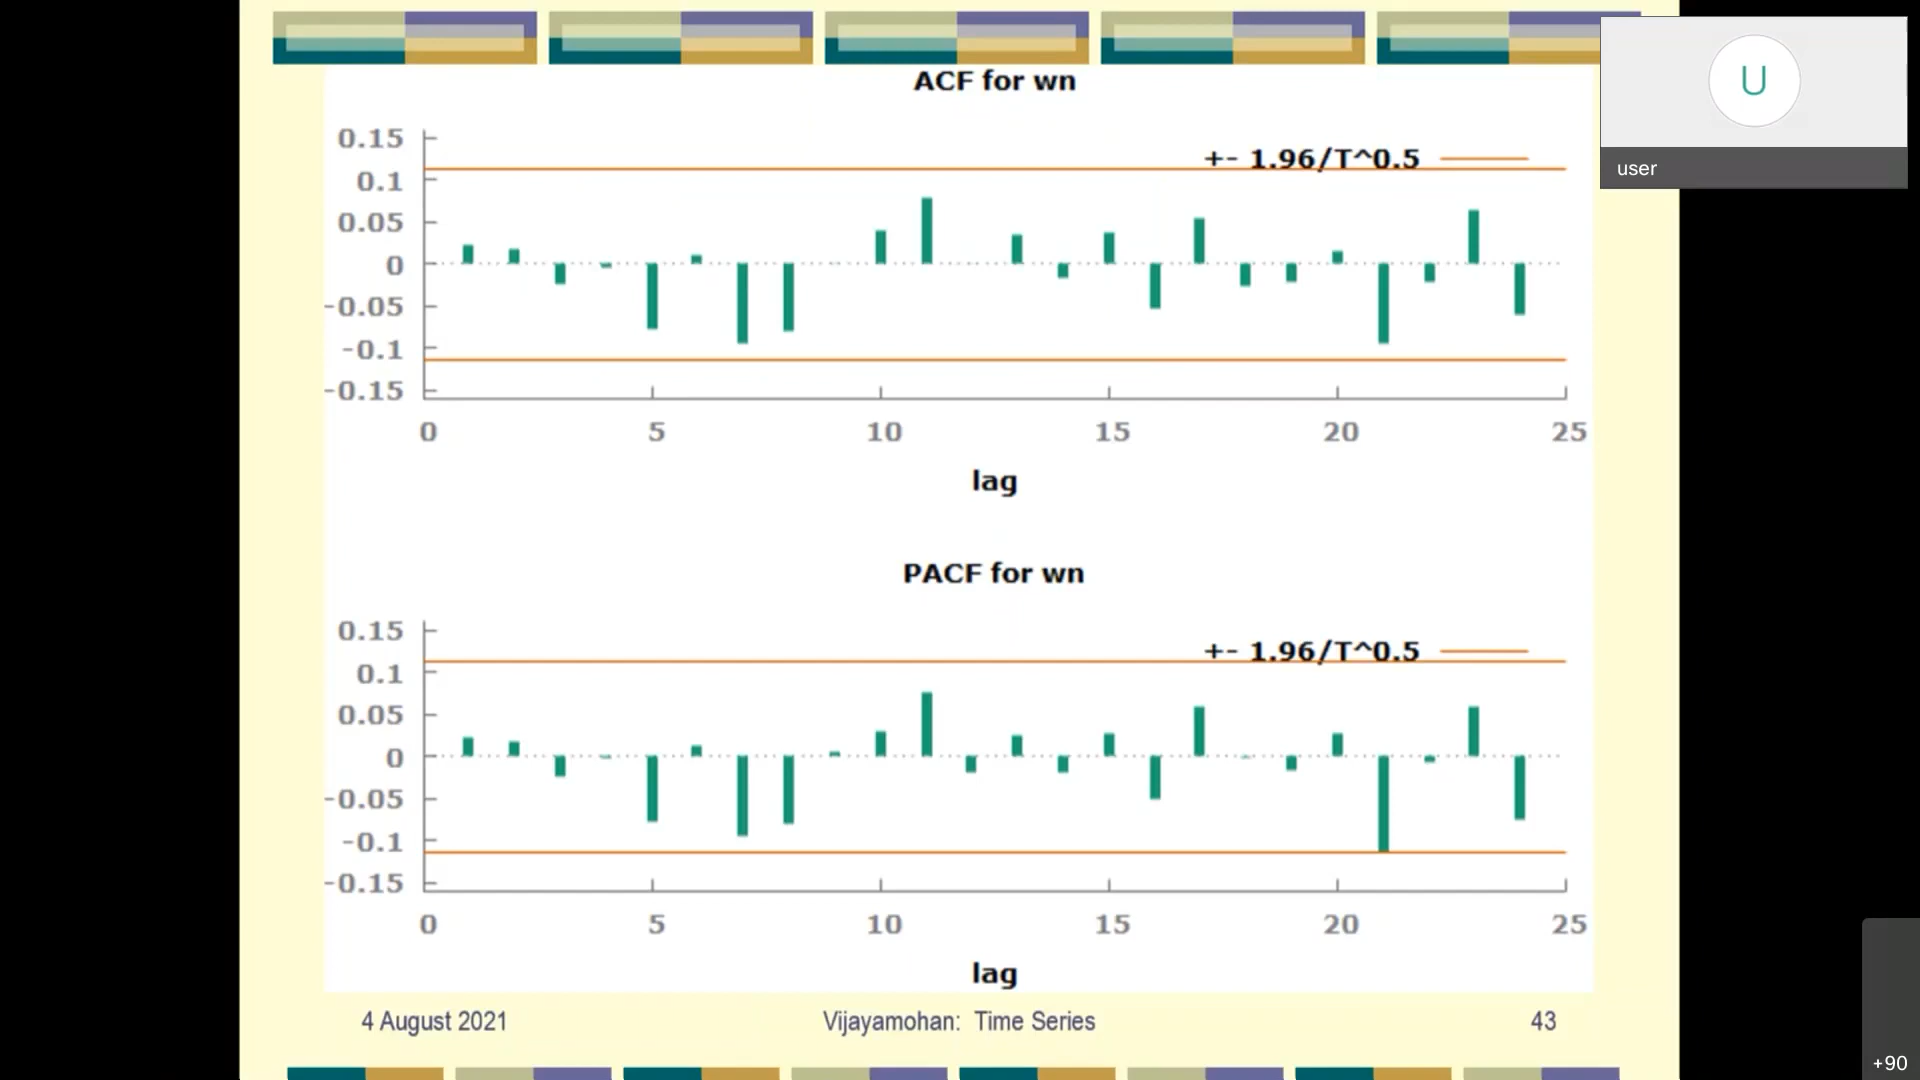 ACF for wn
+- 1.96/T^0.5
0.15
0.1
0.05
0
-0.05
-0.1
-0.15
0 5 10 15 20 25
lag
PACF for wn
+- 1.96/T^0.5
0.15
0.1
0.05
0
-0.05
-0.1
-0.15
0 5 10 15 20 25
lag
4 August 2021 Vijayamohan: Time Series 43
U
user
+90